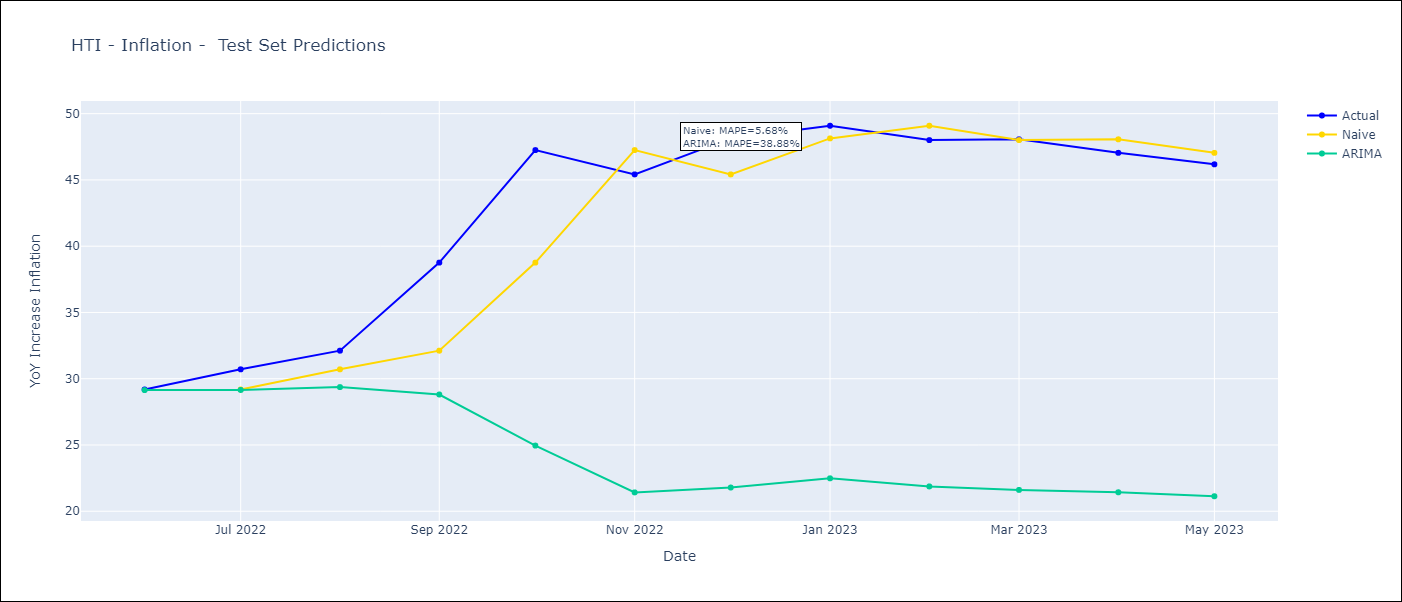 HTI - Inflation -  Test Set Predictions
50
45
40
35
30
25
20
YoY Increase Inflation
Naive: MAPE=5.68%
ARIMA: MAPE=38.88%
Actual
Naive
ARIMA
Jul 2022
Sep 2022
Nov 2022
Jan 2023
Mar 2023
May 2023
Date